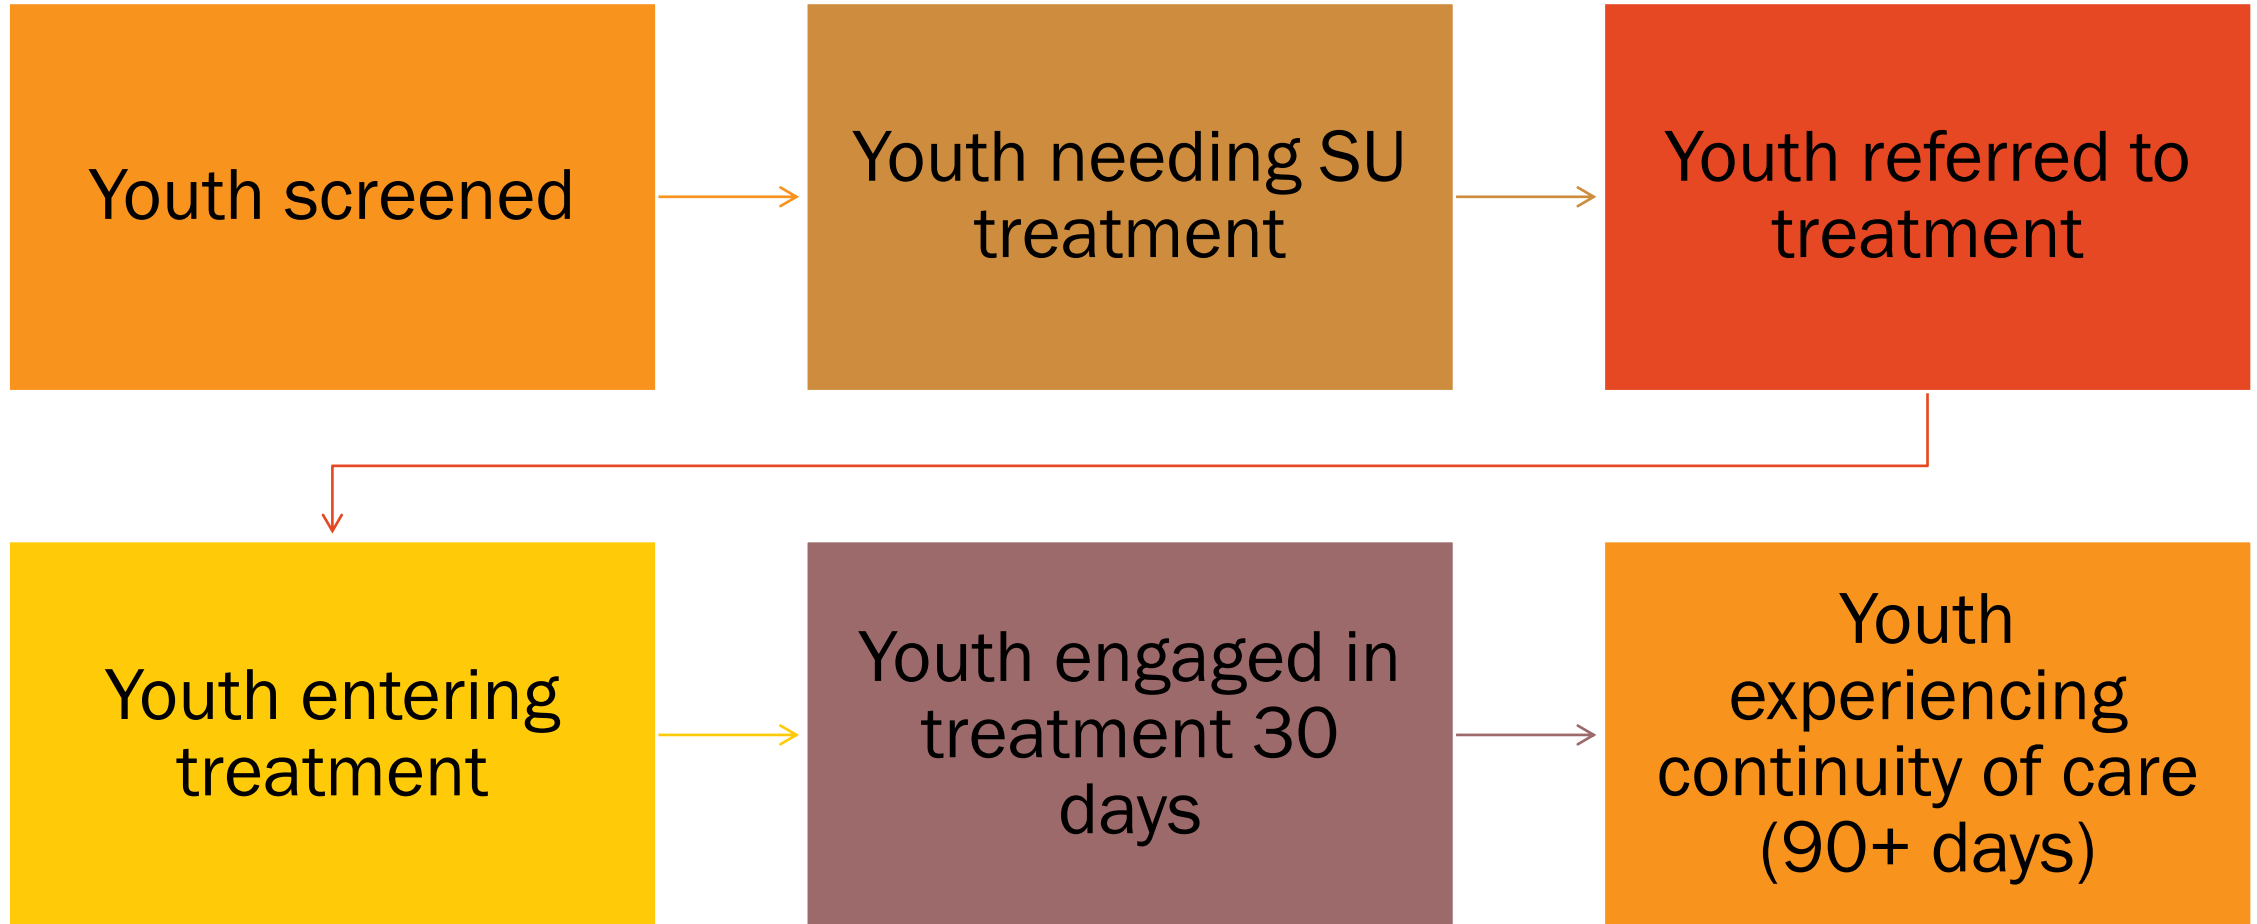 Youth screened
Youth needing SU
treatment
Youth referred to
treatment
Youth entering
treatment
Youth engaged in
treatment 30
days
Youth
experiencing
continuity of care
(90+ days)